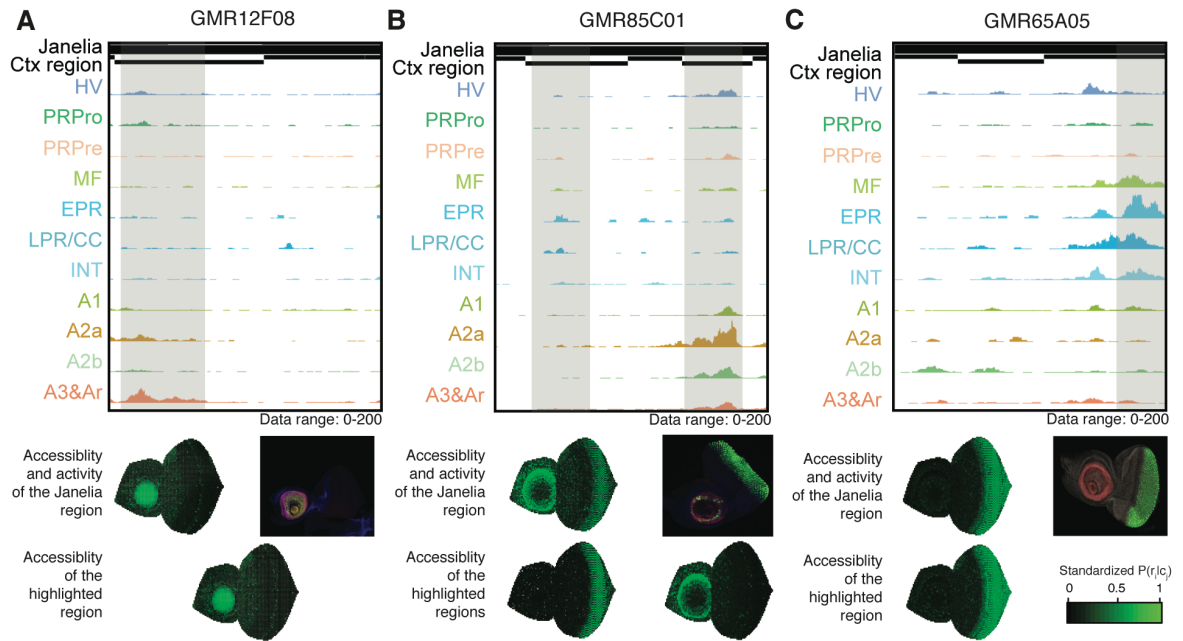 A
GMR12F08
Janelia
Ctx region
HV
PRPro
PRPre
MF
EPR
LPR/CC
INT
A1
A2a
A2b
A3&Ar
Data range: 0-200
Accessiblity
and activity
of the Janelia
region
Accessiblity
of the
highlighted
region
B
GMR85C01
Janelia
Ctx region
HV
PRPro
PRPre
MF
EPR
LPR/CC
INT
A1
A2a
A2b
A3&Ar
Data range: 0-200
Accessiblity
and activity
of the Janelia
region
Accessiblity
of the
highlighted
regions
C
GMR65A05
Janelia
Ctx region
HV
PRPro
PRPre
MF
EPR
LPR/CC
INT
A1
A2a
A2b
A3&Ar
Data range: 0-200
Accessiblity
and activity
of the Janelia
region
Accessiblity
of the
highlighted
region
Standardized P(ri|cj)
0 0.5 1